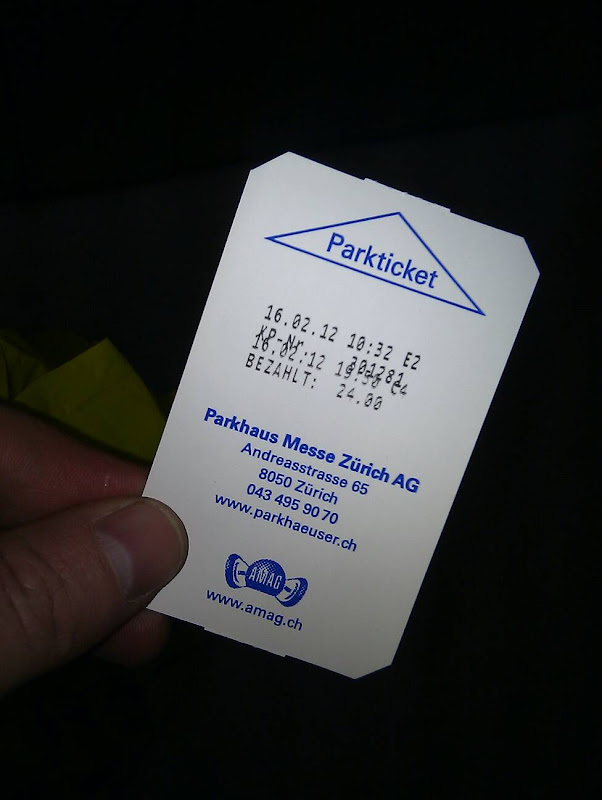 Parkticket
16.02.12 10:32 E2
KP-Nr. 301281
16.02.12
BEZAHLT: 24.00
Parkhaus Messe Zürich AG
Andreasstrasse 65
8050 Zürich
043 495 90 70
www.parkhaeuser.ch
AMAG
www.amag.ch